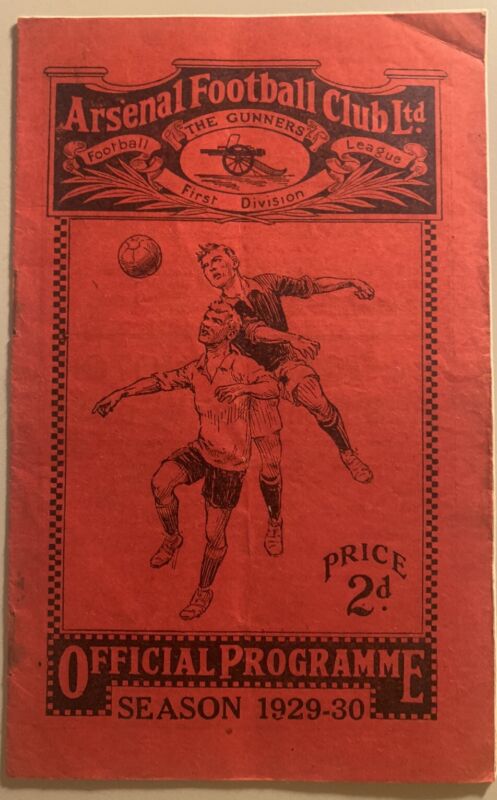 Arsenal Football Club Ltd.
THE GUNNERS
Football League
First Division
PRICE
2d.
OFFICIAL PROGRAMME
SEASON 1929-30